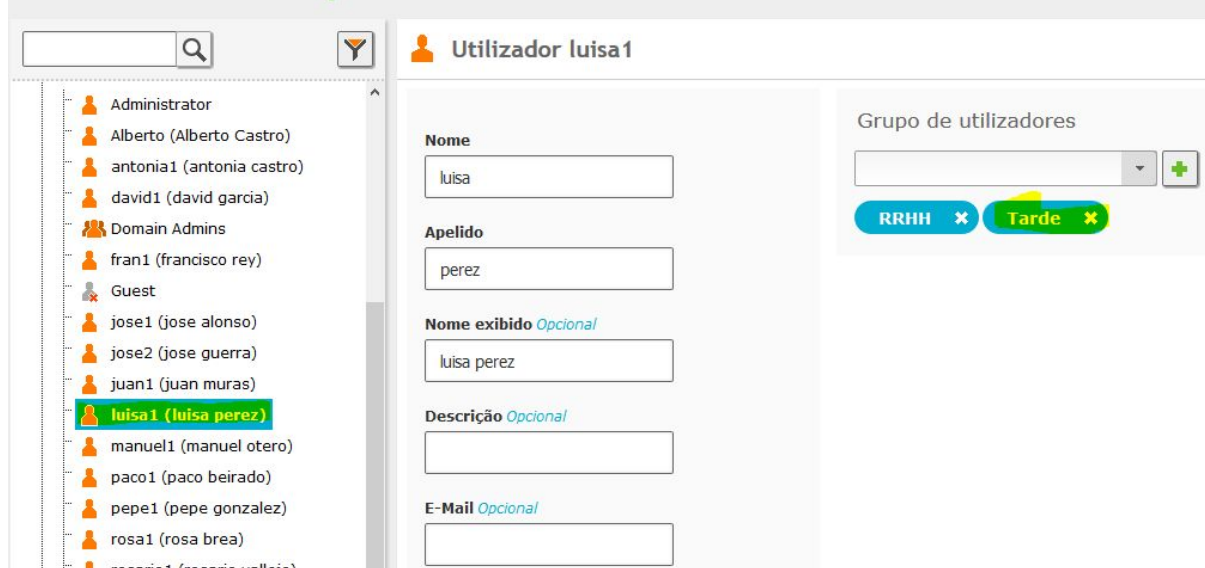 Utilizador luisa1
Administrator
Alberto (Alberto Castro)
antonia1 (antonia castro)
david1 (david garcia)
Domain Admins
fran1 (francisco rey)
Guest
jose1 (jose alonso)
jose2 (jose guerra)
juan1 (juan muras)
luisa1 (luisa perez)
manuel1 (manuel otero)
paco1 (paco beirado)
pepe1 (pepe gonzalez)
rosa1 (rosa brea)
Nome
luisa
Apelido
perez
Nome exibido Opcional
luisa perez
Descrição Opcional
E-Mail Opcional
Grupo de utilizadores
RRHH Tarde